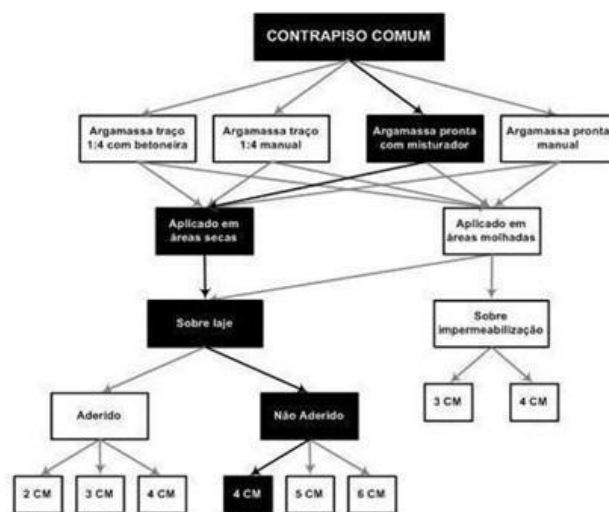 CONTRAPISO COMUM
Argamassa traço
1:4 com betoneira
Argamassa traço
1:4 manual
Argamassa pronta
com misturador
Argamassa pronta
manual
Aplicado em
áreas secas
Aplicado em
áreas molhadas
Sobre laje
Sobre
impermeabilização
3 CM
4 CM
Aderido
Não Aderido
2 CM
3 CM
4 CM
4 CM
5 CM
6 CM